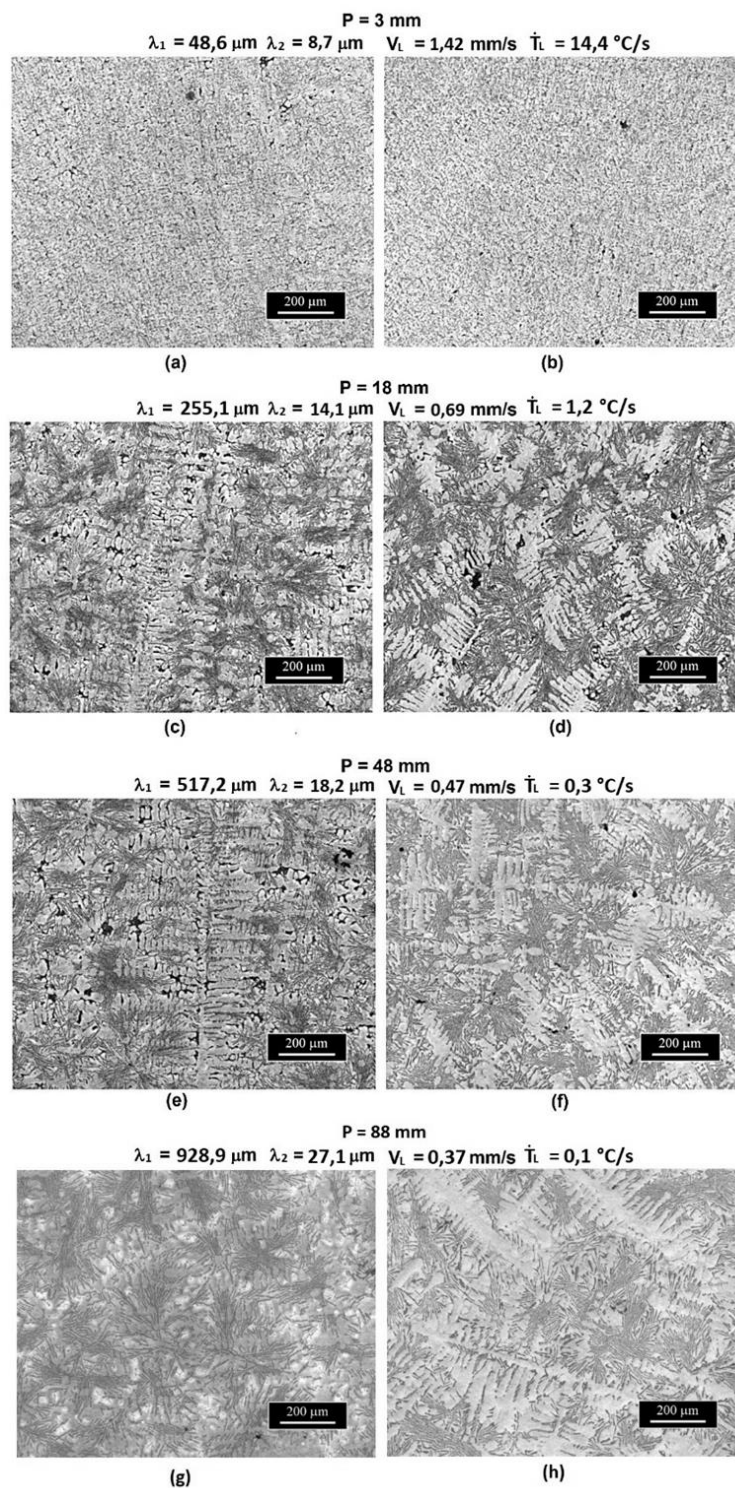 P = 3 mm
λ₁ = 48,6 μm λ₂ = 8,7 μm V_L = 1,42 mm/s Ṫ_L = 14,4 °C/s
200 μm 200 μm
(a) (b)
P = 18 mm
λ₁ = 255,1 μm λ₂ = 14,1 μm V_L = 0,69 mm/s Ṫ_L = 1,2 °C/s
200 μm 200 μm
(c) (d)
P = 48 mm
λ₁ = 517,2 μm λ₂ = 18,2 μm V_L = 0,47 mm/s Ṫ_L = 0,3 °C/s
200 μm 200 μm
(e) (f)
P = 88 mm
λ₁ = 928,9 μm λ₂ = 27,1 μm V_L = 0,37 mm/s Ṫ_L = 0,1 °C/s
200 μm 200 μm
(g) (h)